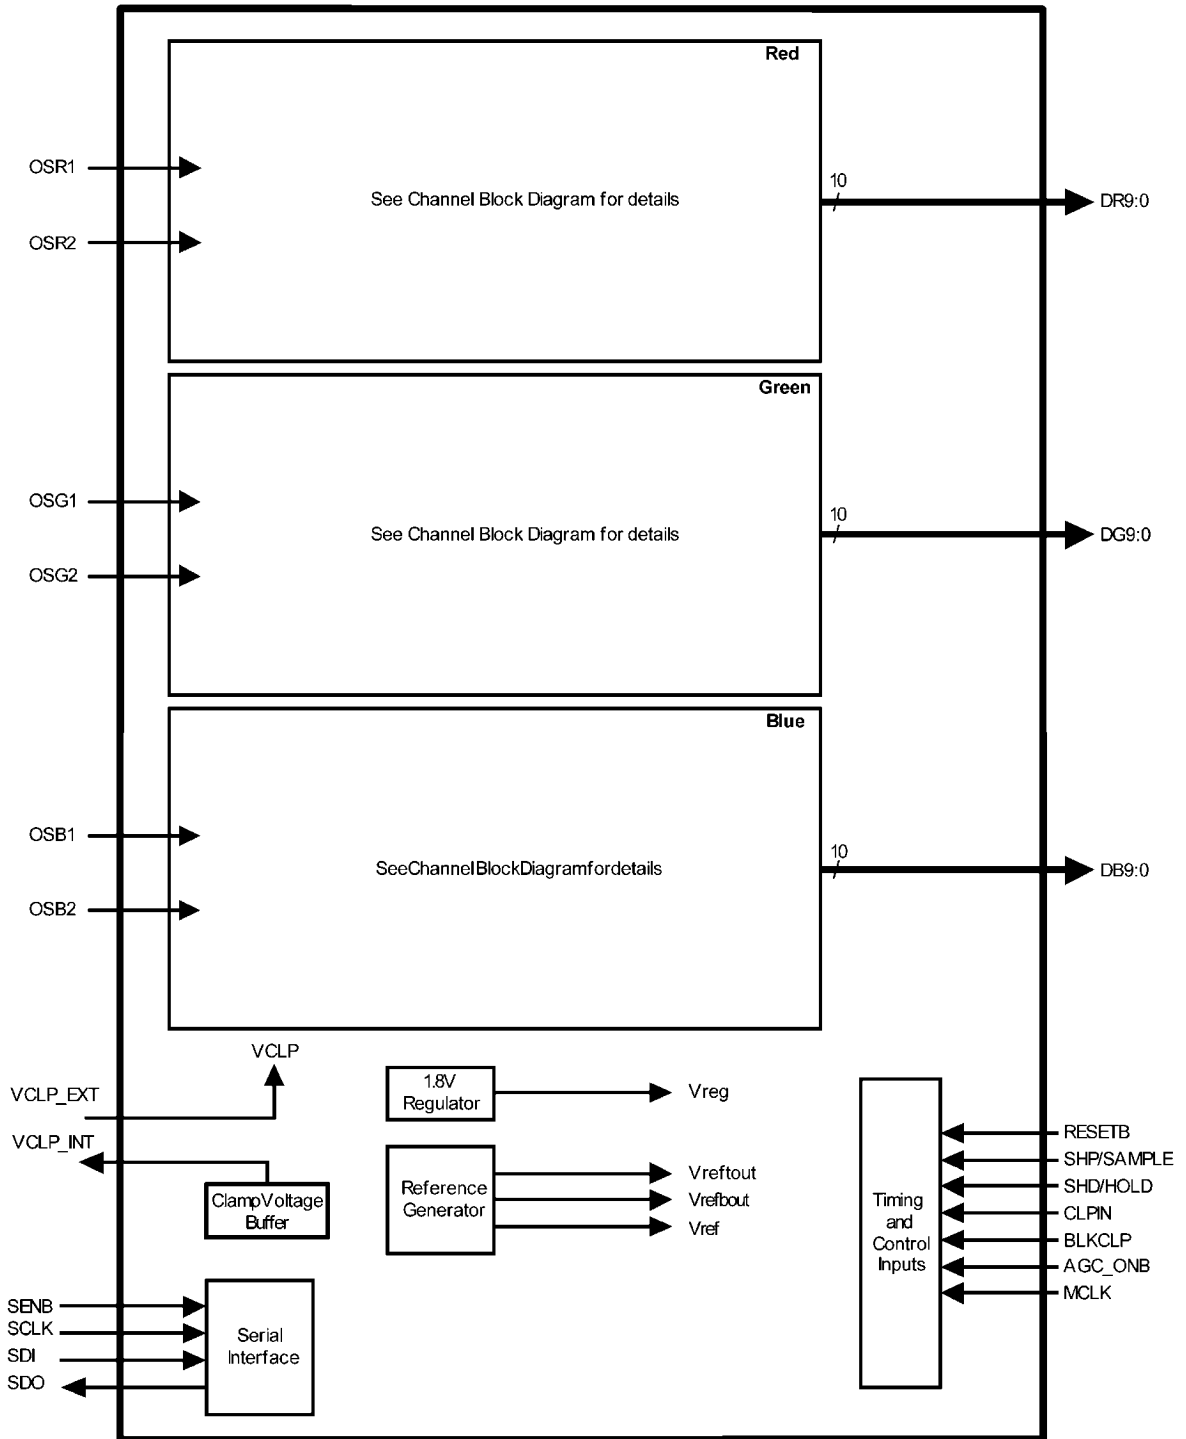 Red
OSR1
OSR2
See Channel Block Diagram for details
10
DR9:0
Green
OSG1
OSG2
See Channel Block Diagram for details
10
DG9:0
Blue
OSB1
OSB2
SeeChannelBlockDiagramfordetails
10
DB9:0
VCLP
VCLP_EXT
VCLP_INT
ClampVoltage
Buffer
1.8V
Regulator
Vreg
Reference
Generator
Vreftout
Vrefbout
Vref
Timing
and
Control
Inputs
RESETB
SHP/SAMPLE
SHD/HOLD
CLPIN
BLKCLP
AGC_ONB
MCLK
SENB
SCLK
SDI
SDO
Serial
Interface